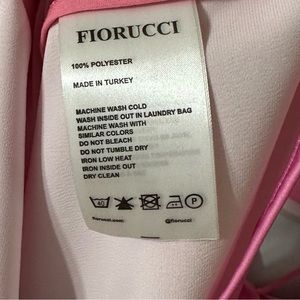 FIORUCCI
100% POLYESTER
MADE IN TURKEY
MACHINE WASH COLD
WASH INSIDE OUT IN LAUNDRY BAG
MACHINE WASH WITH
SIMILAR COLORS
DO NOT BLEACH
DO NOT TUMBLE DRY
IRON LOW HEAT
IRON INSIDE OUT
DRY CLEAN
40 P
fiorucci.com @fiorucci